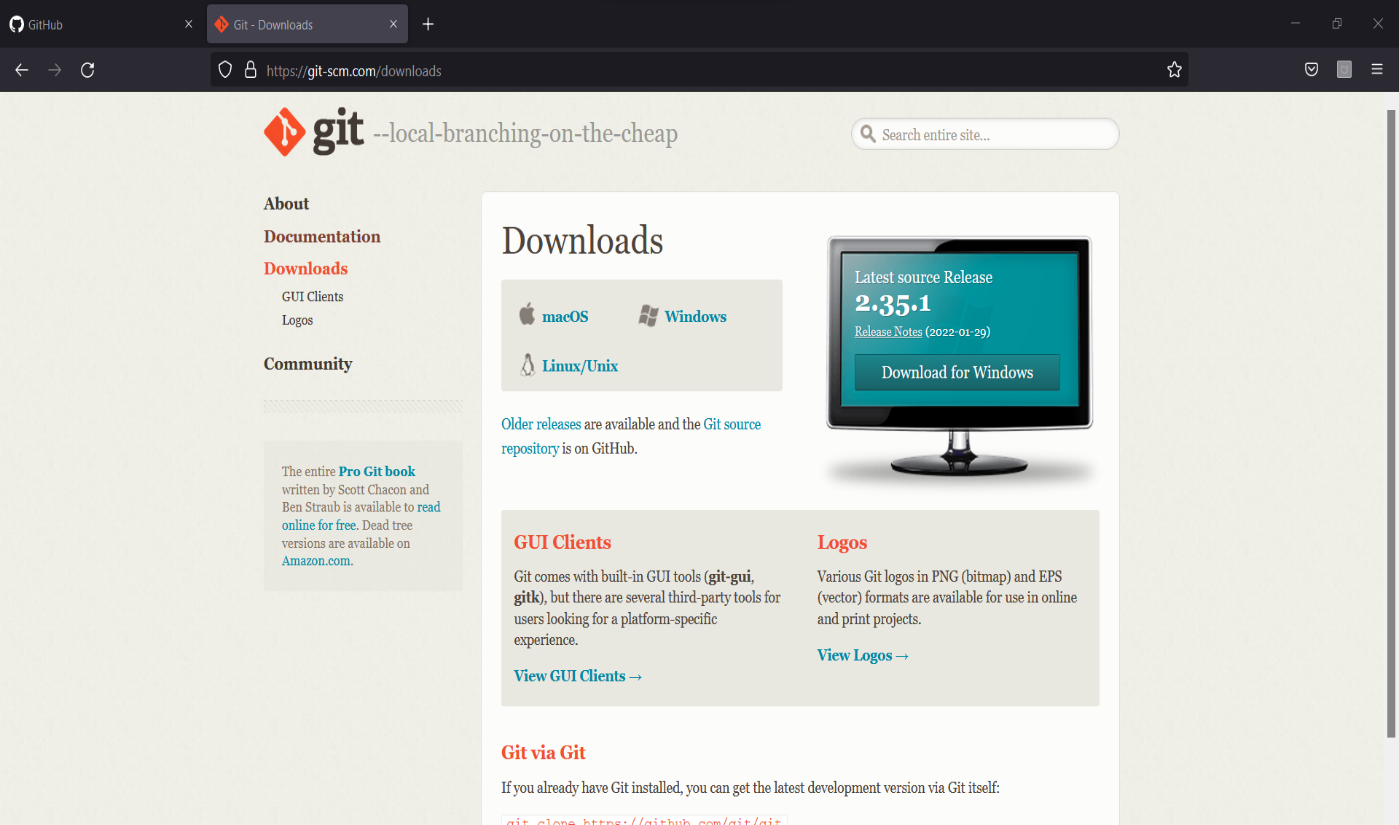 GitHub
Git - Downloads
https://git-scm.com/downloads
git --local-branching-on-the-cheap
Search entire site...
About
Documentation
Downloads
GUI Clients
Logos
Community
The entire Pro Git book
written by Scott Chacon and
Ben Straub is available to read
online for free. Dead tree
versions are available on
Amazon.com.
Downloads
macOS
Windows
Linux/Unix
Older releases are available and the Git source
repository is on GitHub.
Latest source Release
2.35.1
Release Notes (2022-01-29)
Download for Windows
GUI Clients
Git comes with built-in GUI tools (git-gui,
gitk), but there are several third-party tools for
users looking for a platform-specific
experience.
View GUI Clients →
Logos
Various Git logos in PNG (bitmap) and EPS
(vector) formats are available for use in online
and print projects.
View Logos →
Git via Git
If you already have Git installed, you can get the latest development version via Git itself:
git clone https://github.com/git/git